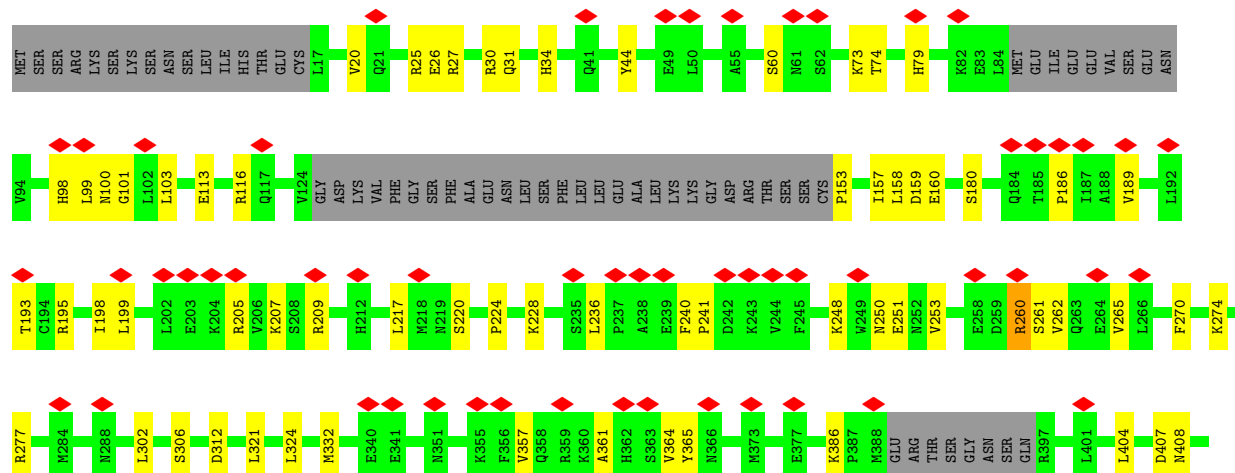 MET SER SER ARG LYS SER LYS SER ASN SER LEU ILE HIS THR GLU CYS L17 V20 Q21 R25 E26 R27 R30 Q31 H34 Q41 Y44 E49 L50 A55 S60 N61 S62 K73 T74 H79 K82 E83 L84 MET GLU ILE GLU GLU VAL SER GLU ASN
V94 H98 L99 N100 G101 L102 L103 E113 R116 Q117 V124 GLY ASP LYS VAL PHE GLY SER PHE ALA GLU ASN LEU SER PHE LEU LEU GLU ALA LEU LYS LYS GLY ASP ARG THR SER SER CYS P153 I157 L158 D159 E160 S180 Q184 T185 P186 I187 A188 V189 L192
T193 C194 R195 I198 L199 L202 E203 K204 R205 V206 K207 S208 R209 H212 L217 M218 N219 S220 P224 K228 S235 L236 P237 A238 E239 F240 P241 D242 K243 V244 F245 K248 W249 N250 E251 N252 V253 E258 D259 R260 S261 V262 Q263 E264 V265 L266 F270 K274
R277 M284 N288 L302 S306 D312 L321 L324 M332 E340 E341 N351 K355 F356 V357 Q358 R359 K360 A361 H362 S363 V364 Y365 N366 M373 E377 K386 P387 M388 GLU ARG THR SER GLY ASN SER GLN R397 L401 L404 D407 N408